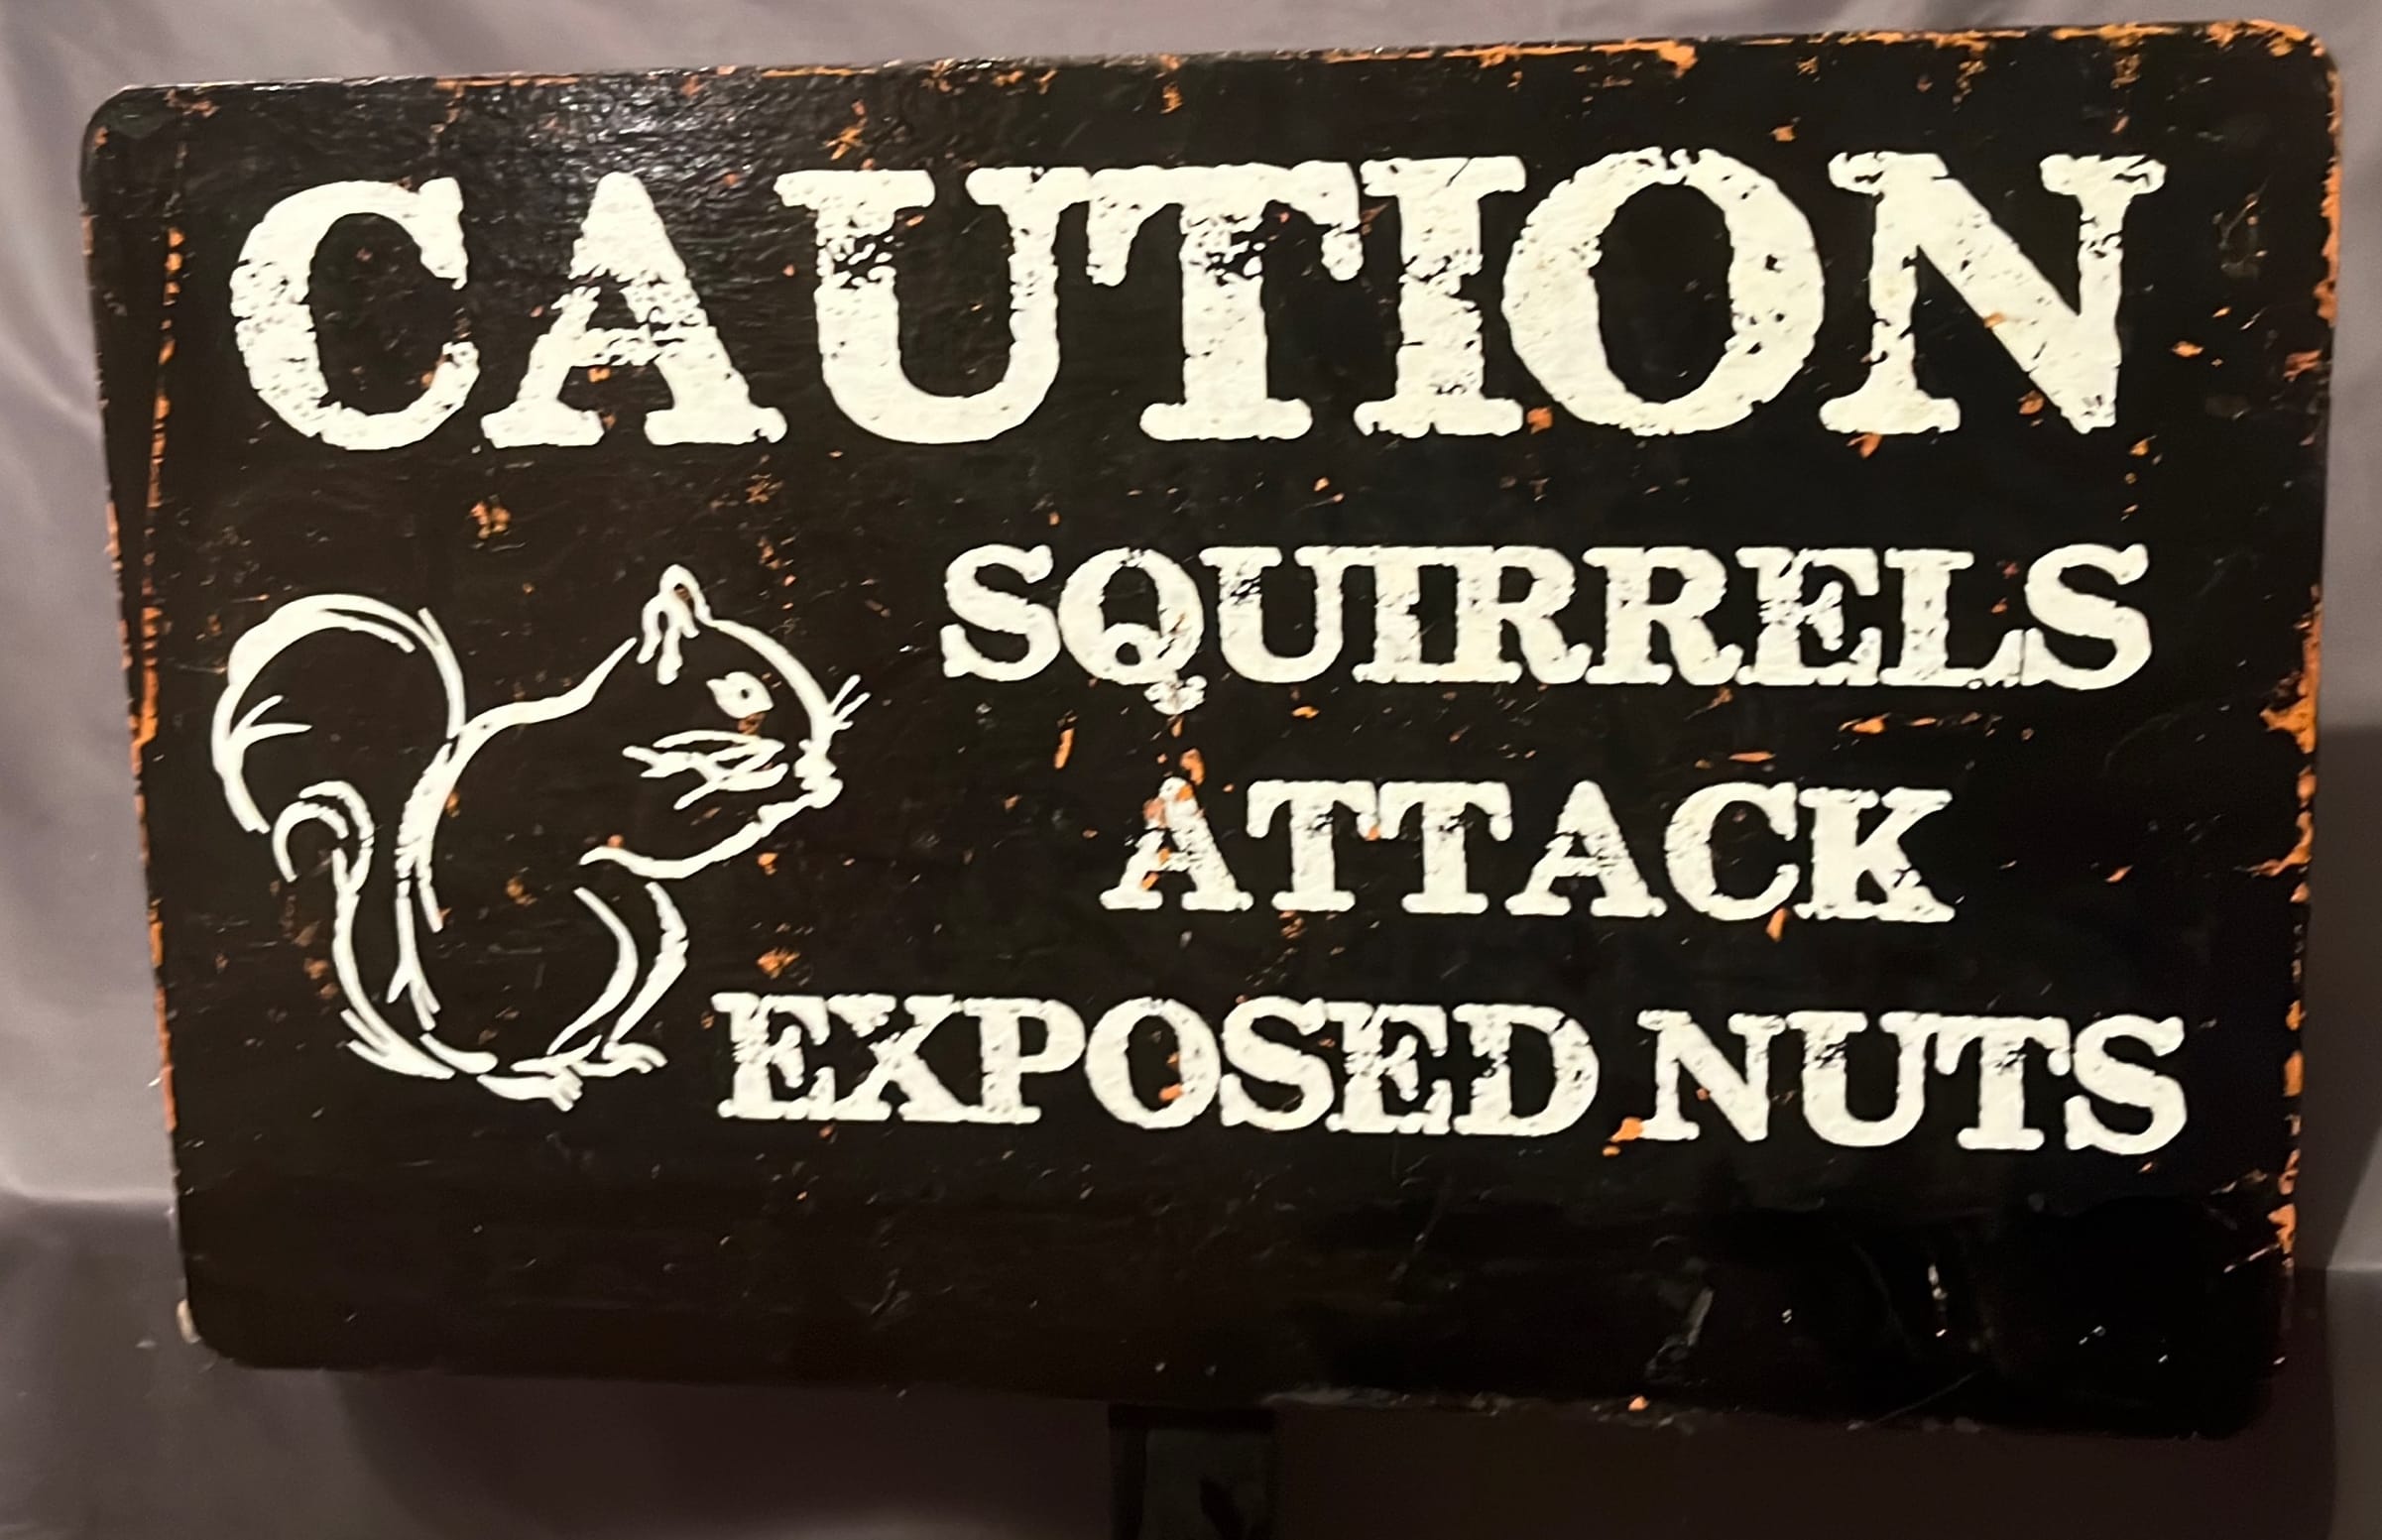 CAUTION
SQUIRRELS
ATTACK
EXPOSED NUTS